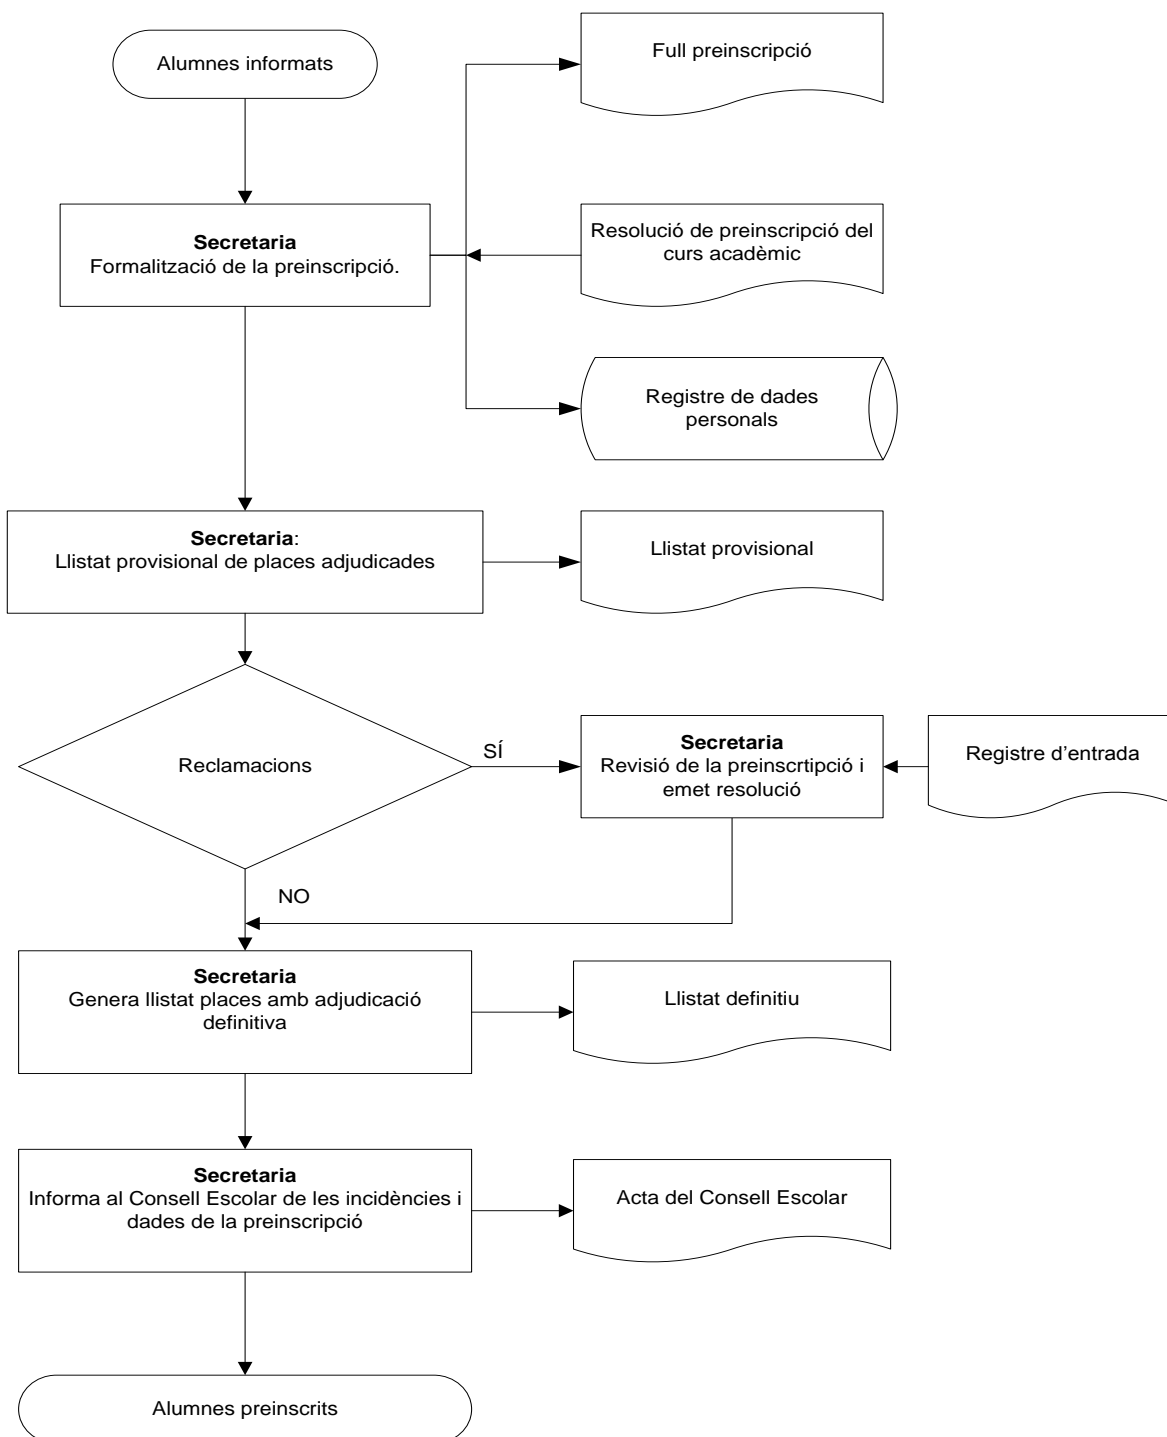 Alumnes informats
Full preinscripció
Secretaria
Formalització de la preinscripció.
Resolució de preinscripció del
curs acadèmic
Registre de dades
personals
Secretaria:
Llistat provisional de places adjudicades
Llistat provisional
Reclamacions
SÍ
Secretaria
Revisió de la preinscrtipció i
emet resolució
Registre d’entrada
NO
Secretaria
Genera llistat places amb adjudicació
definitiva
Llistat definitiu
Secretaria
Informa al Consell Escolar de les incidències i
dades de la preinscripció
Acta del Consell Escolar
Alumnes preinscrits